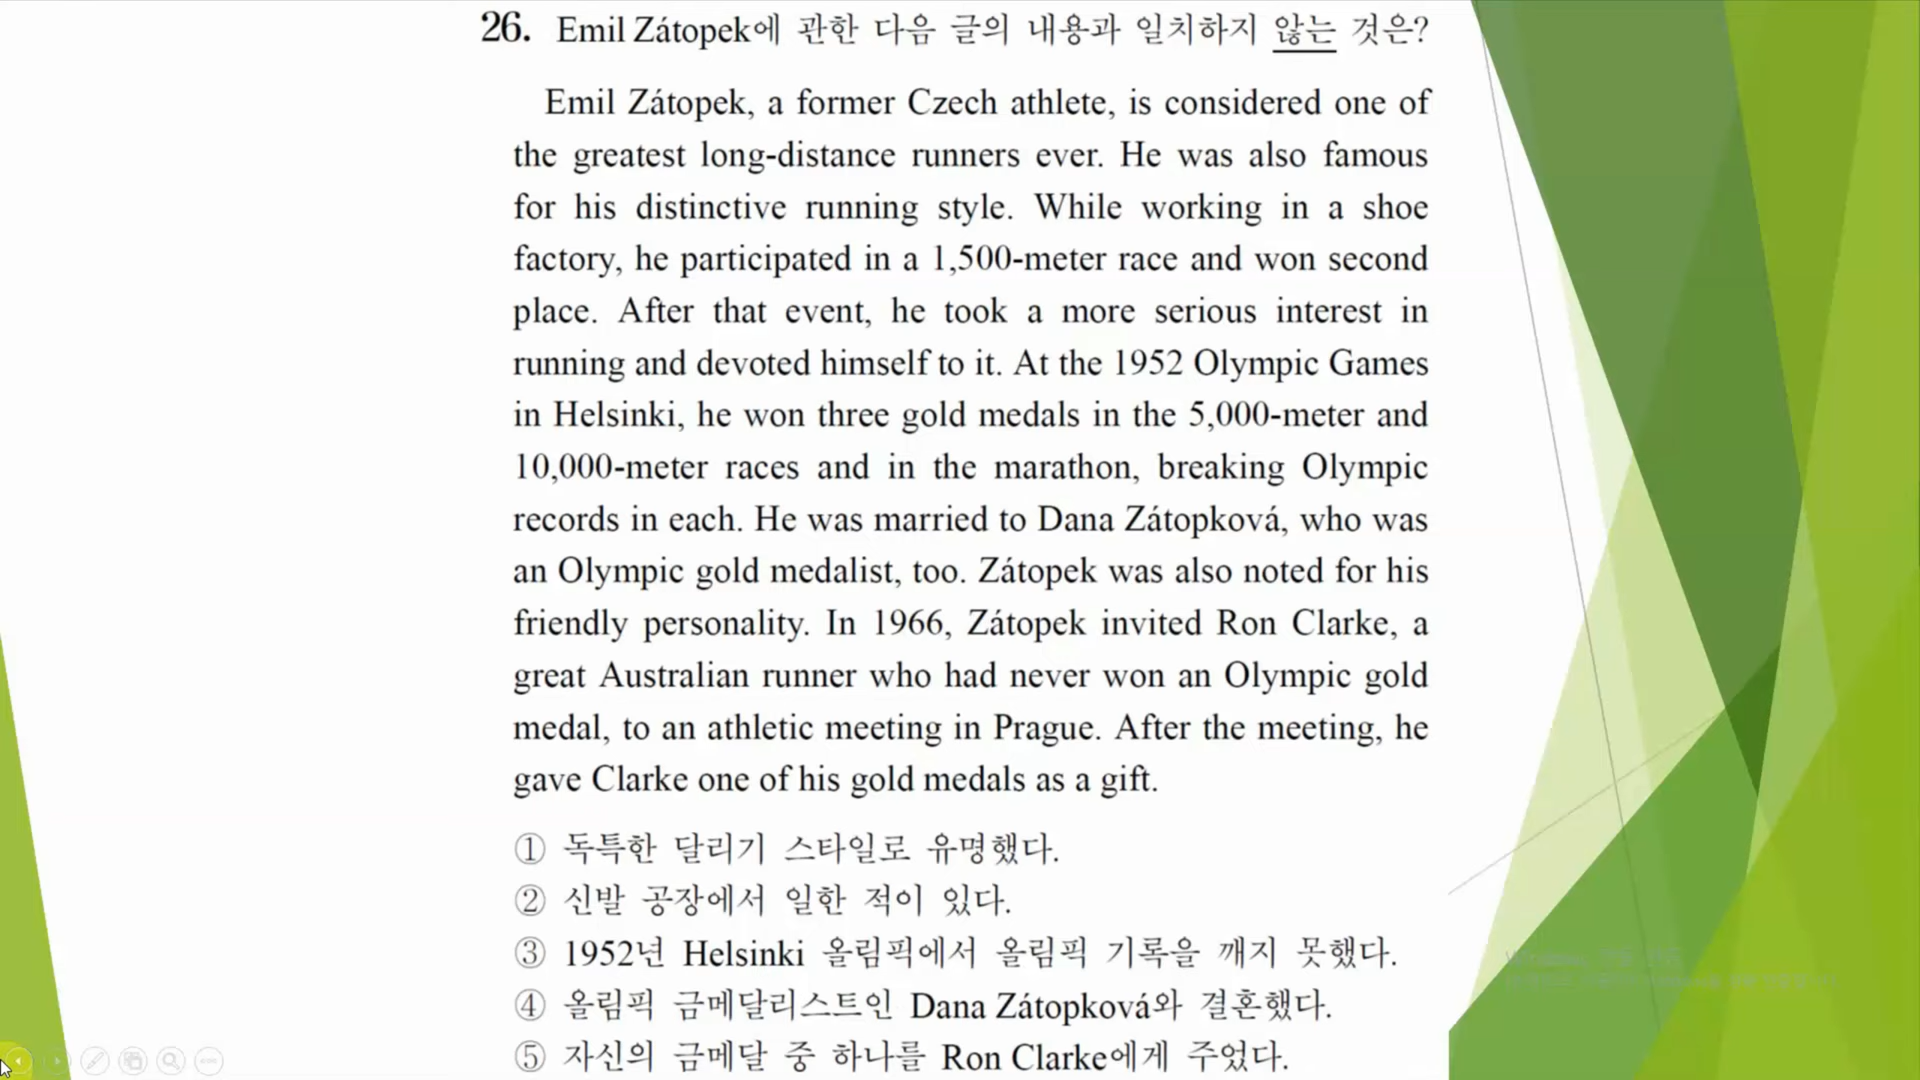 26. Emil Zátopek에 관한 다음 글의 내용과 일치하지 않는 것은?
Emil Zátopek, a former Czech athlete, is considered one of
the greatest long-distance runners ever. He was also famous
for his distinctive running style. While working in a shoe
factory, he participated in a 1,500-meter race and won second
place. After that event, he took a more serious interest in
running and devoted himself to it. At the 1952 Olympic Games
in Helsinki, he won three gold medals in the 5,000-meter and
10,000-meter races and in the marathon, breaking Olympic
records in each. He was married to Dana Zátopková, who was
an Olympic gold medalist, too. Zátopek was also noted for his
friendly personality. In 1966, Zátopek invited Ron Clarke, a
great Australian runner who had never won an Olympic gold
medal, to an athletic meeting in Prague. After the meeting, he
gave Clarke one of his gold medals as a gift.
① 독특한 달리기 스타일로 유명했다.
② 신발 공장에서 일한 적이 있다.
③ 1952년 Helsinki 올림픽에서 올림픽 기록을 깨지 못했다.
④ 올림픽 금메달리스트인 Dana Zátopková와 결혼했다.
⑤ 자신의 금메달 중 하나를 Ron Clarke에게 주었다.